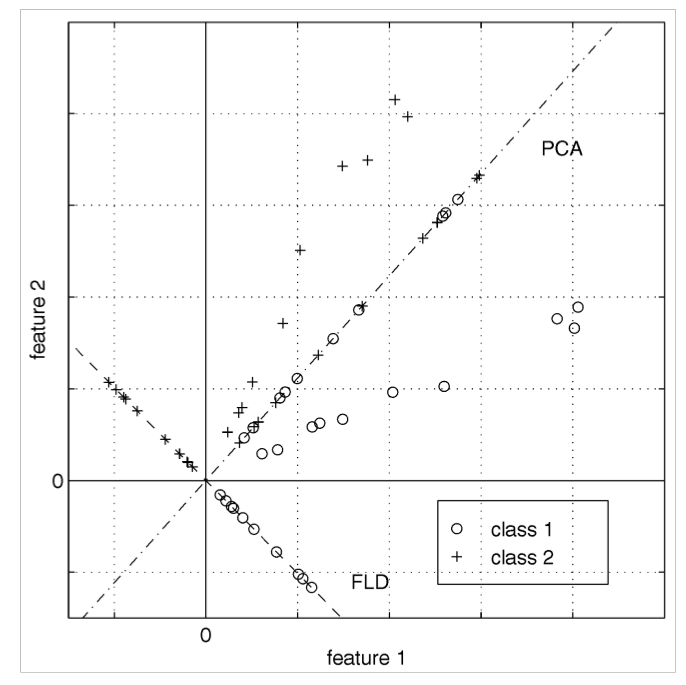 PCA
feature 2
0
class 1
class 2
FLD
0
feature 1